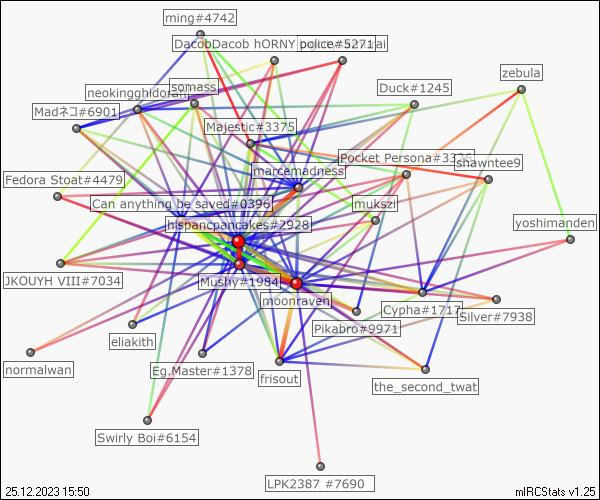 ming#4742
DacobDacob hORNY
Duck#1245
zebula
neokingghidorah
somass
Madネコ#6901
Majestic#3375
marcemadness
Pocket Persona#3326
shawntee9
Fedora Stoat#4479
Can anything be saved#0396
mukszi
hispancpancakes#2928
yoshimanden
JKOUYH VIII#7034
Mushy#1984
moonraven
Cypha#1717
Silver#7938
Pikabro#9971
eliakith
normalwan
Eg.Master#1378
frisout
the_second_twat
Swirly Boi#6154
LPK2387 #7690
25.12.2023 15:50
mIRCStats v1.25